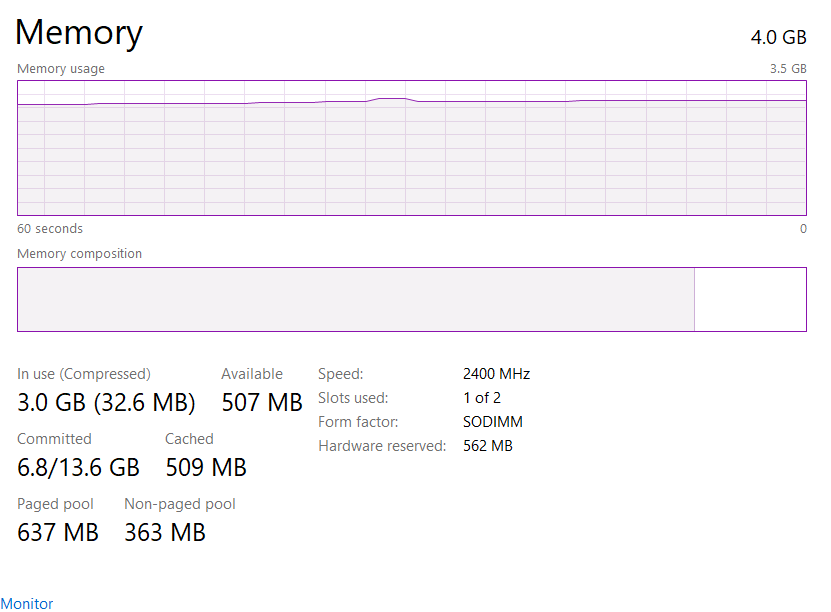 Memory 4.0 GB
Memory usage 3.5 GB
60 seconds 0
Memory composition
In use (Compressed) Available Speed: 2400 MHz
3.0 GB (32.6 MB) 507 MB Slots used: 1 of 2
Form factor: SODIMM
Committed Cached Hardware reserved: 562 MB
6.8/13.6 GB 509 MB
Paged pool Non-paged pool
637 MB 363 MB
Monitor